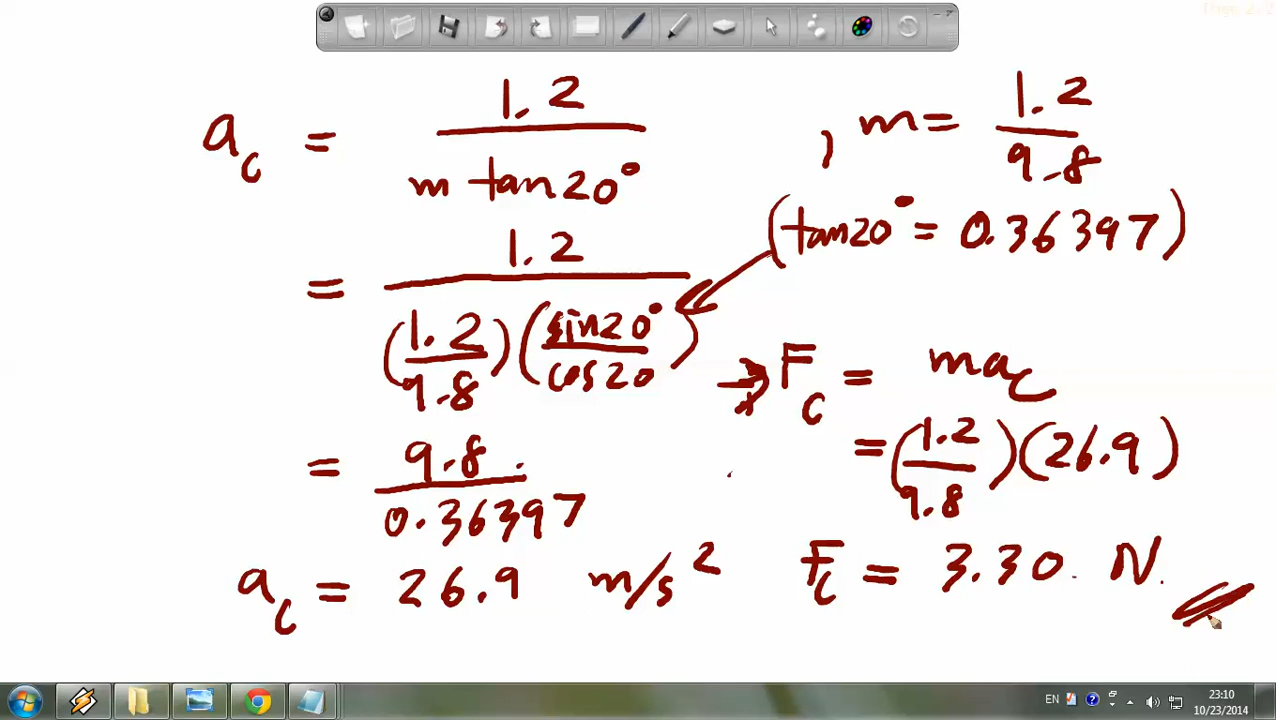 a_c = 1.2 / (m tan20°) , m = 1.2 / 9.8
(tan20° = 0.36397)
= 1.2 / ((1.2/9.8)(sin20°/cos20))
= 9.8 / 0.36397
a_c = 26.9 m/s²
F_c = ma_c
= (1.2/9.8)(26.9)
F_c = 3.30 N.
EN
23:10
10/23/2014